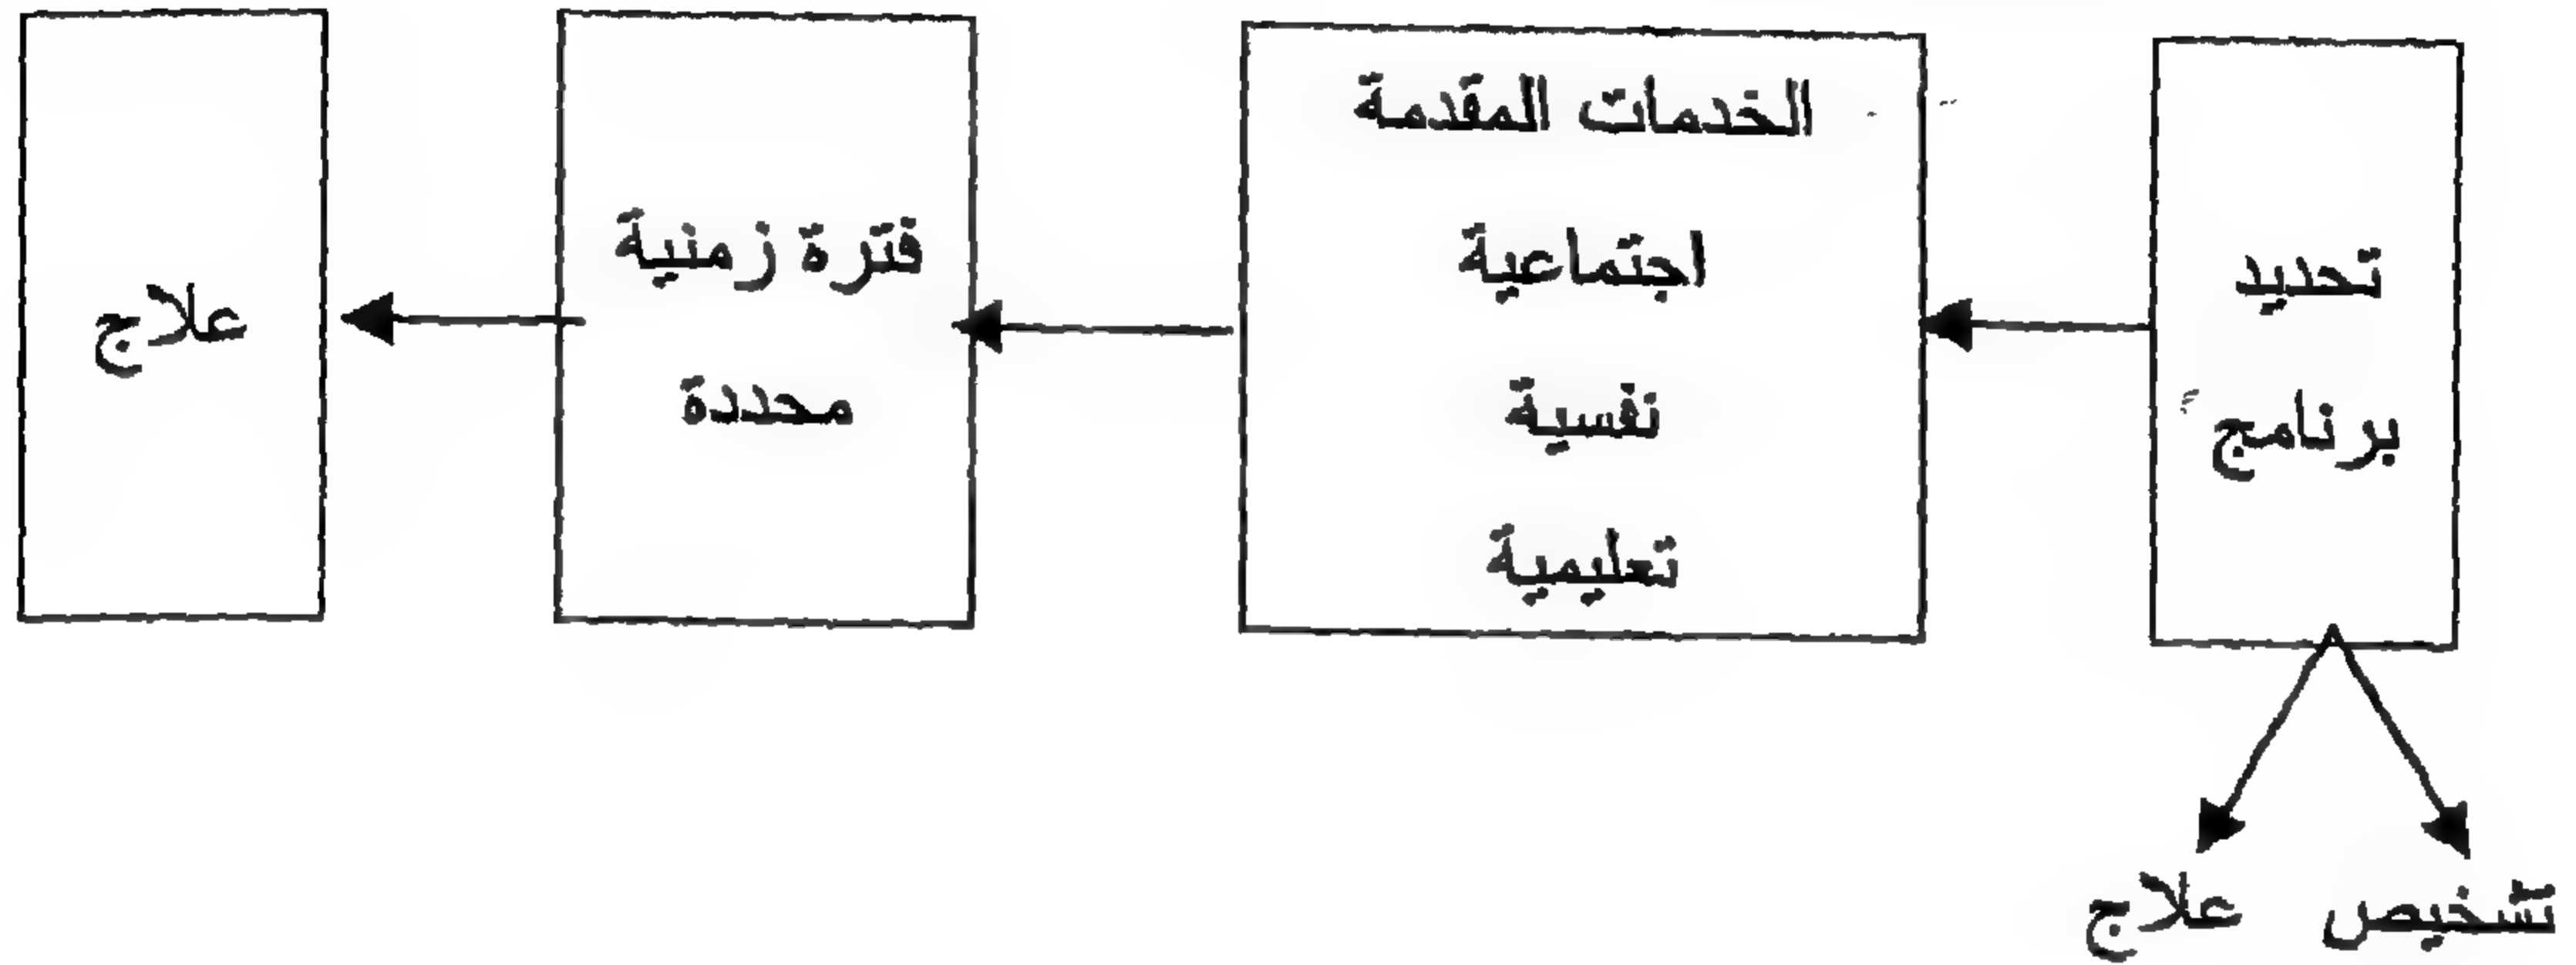 تحديد
برنامج
تشخيص
علاج
الخدمات المقدمة
اجتماعية
نفسية
تعليمية
فترة زمنية
محددة
علاج